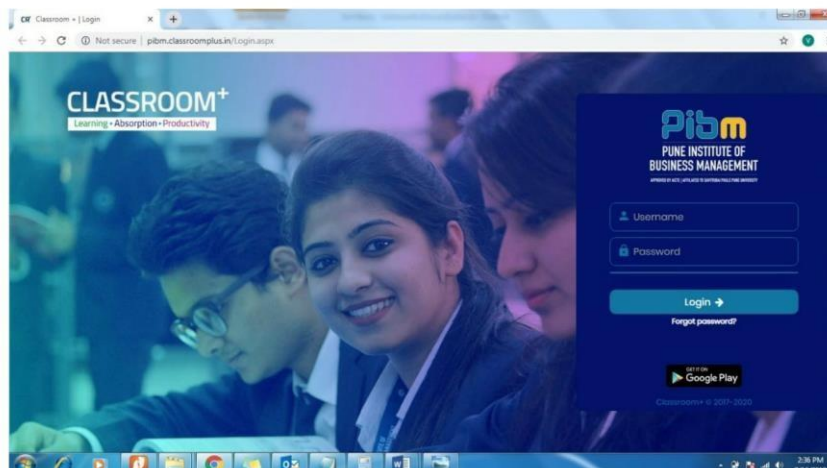 Classroom + | Login
Not secure | pibm.classroomplus.in/Login.aspx
CLASSROOM+
Learning • Absorption • Productivity
Pibm
PUNE INSTITUTE OF
BUSINESS MANAGEMENT
Username
Password
Login →
Forgot password?
GET IT ON
Google Play
Classroom+ © 2017-2020
2:36 PM